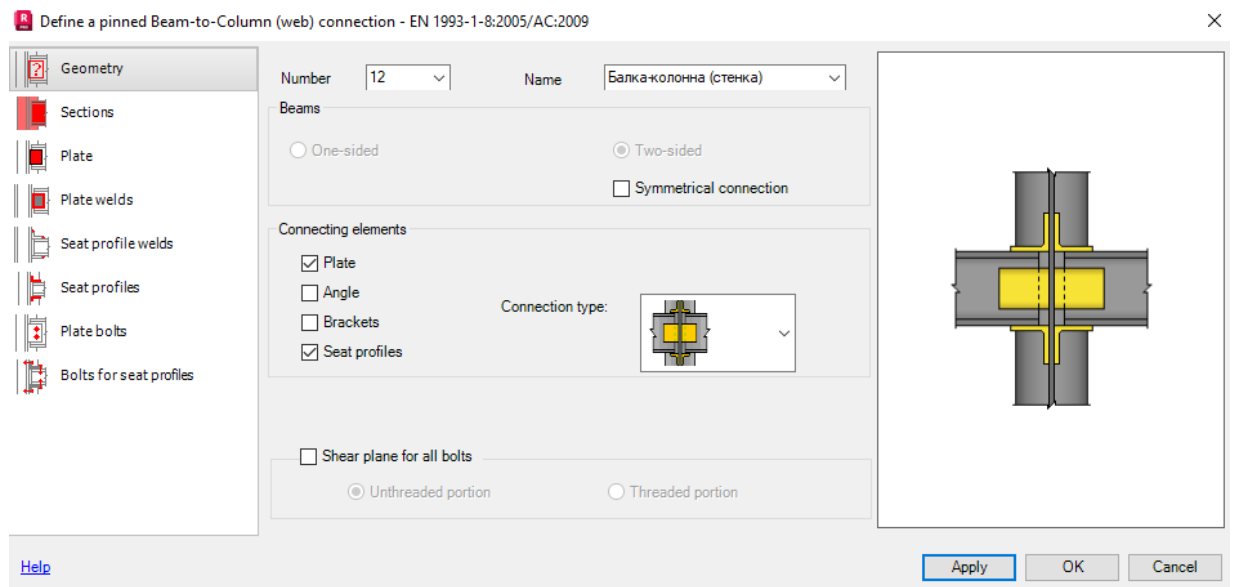 Define a pinned Beam-to-Column (web) connection - EN 1993-1-8:2005/AC:2009
Geometry
Sections
Plate
Plate welds
Seat profile welds
Seat profiles
Plate bolts
Bolts for seat profiles
Number 12 Name Балка-колонна (стенка)
Beams
One-sided Two-sided
Symmetrical connection
Connecting elements
Plate
Angle
Brackets
Seat profiles
Connection type:
Shear plane for all bolts
Unthreaded portion Threaded portion
Help Apply OK Cancel